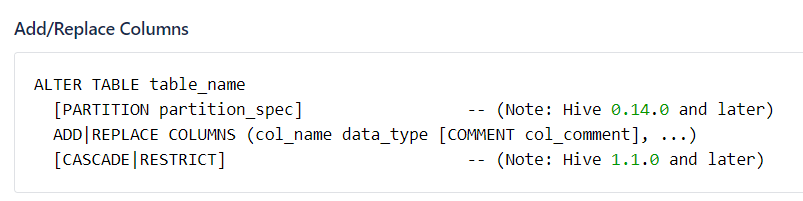 Add/Replace Columns
ALTER TABLE table_name
  [PARTITION partition_spec]                 -- (Note: Hive 0.14.0 and later)
  ADD|REPLACE COLUMNS (col_name data_type [COMMENT col_comment], ...)
  [CASCADE|RESTRICT]                         -- (Note: Hive 1.1.0 and later)